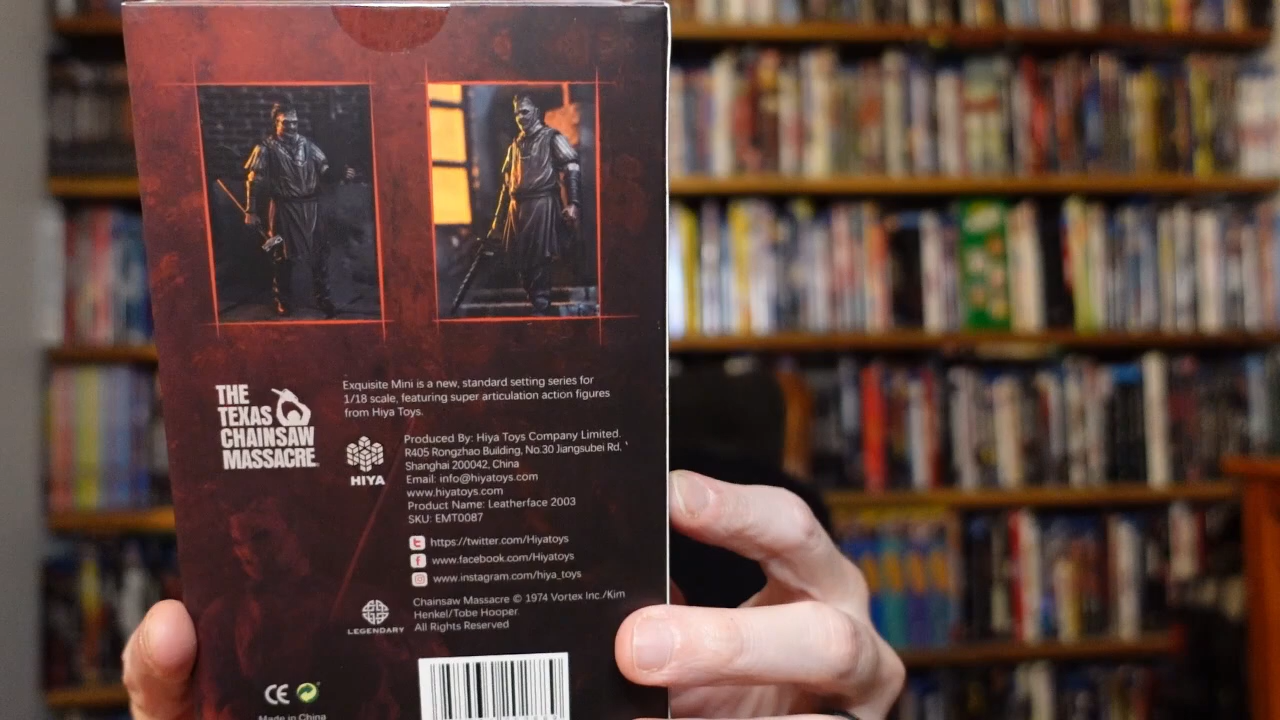 Exquisite Mini is a new, standard setting series for
1/18 scale, featuring super articulation action figures
from Hiya Toys.
THE
TEXAS
CHAINSAW
MASSACRE
HIYA
Produced By: Hiya Toys Company Limited.
R405 Rongzhao Building, No.30 Jiangsubei Rd,
Shanghai 200042, China
Email: info@hiyatoys.com
www.hiyatoys.com
Product Name: Leatherface 2003
SKU: EMT0087
https://twitter.com/Hiyatoys
www.facebook.com/Hiyatoys
www.instagram.com/hiya_toys
LEGENDARY
Chainsaw Massacre © 1974 Vortex Inc./Kim
Henkel/Tobe Hooper.
All Rights Reserved
CE
Made in China